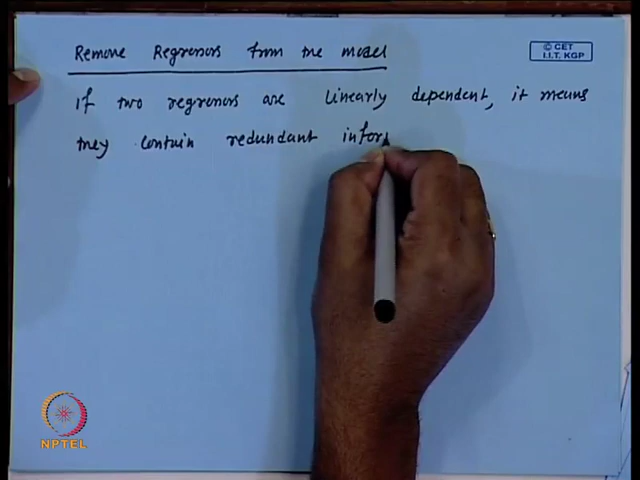 Remove Regressors from the model
© CET
I.I.T. KGP
If two regressors are linearly dependent, it means
they contain redundant infor
NPTEL